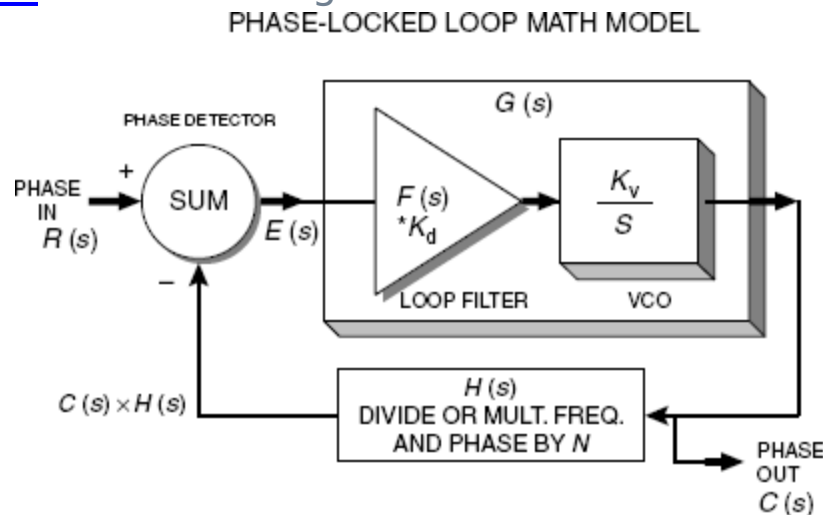 PHASE-LOCKED LOOP MATH MODEL
G (s)
PHASE DETECTOR
+
PHASE
IN
R (s)
SUM
E (s)
F (s)
*Kd
Kv
S
LOOP FILTER
VCO
–
C (s) × H (s)
H (s)
DIVIDE OR MULT. FREQ.
AND PHASE BY N
PHASE
OUT
C (s)